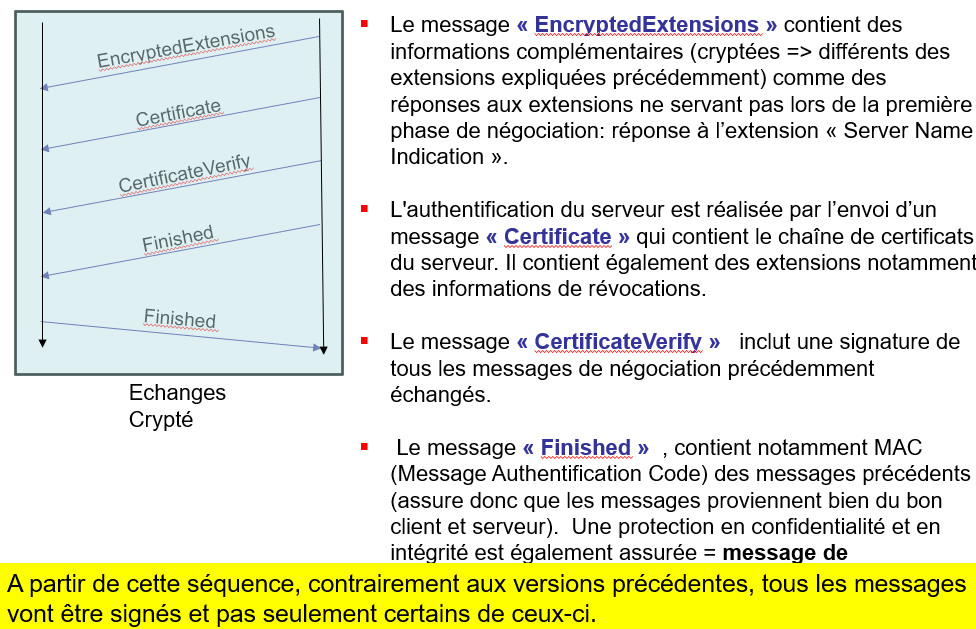 EncryptedExtensions
Certificate
CertificateVerify
Finished
Finished
Echanges
Crypté
Le message « EncryptedExtensions » contient des
informations complémentaires (cryptées => différents des
extensions expliquées précédemment) comme des
réponses aux extensions ne servant pas lors de la première
phase de négociation: réponse à l’extension « Server Name
Indication ».
L'authentification du serveur est réalisée par l’envoi d’un
message « Certificate » qui contient le chaîne de certificats
du serveur. Il contient également des extensions notamment
des informations de révocations.
Le message « CertificateVerify » inclut une signature de
tous les messages de négociation précédemment
échangés.
Le message « Finished » , contient notamment MAC
(Message Authentification Code) des messages précédents
(assure donc que les messages proviennent bien du bon
client et serveur). Une protection en confidentialité et en
intégrité est également assurée = message de
A partir de cette séquence, contrairement aux versions précédentes, tous les messages
vont être signés et pas seulement certains de ceux-ci.